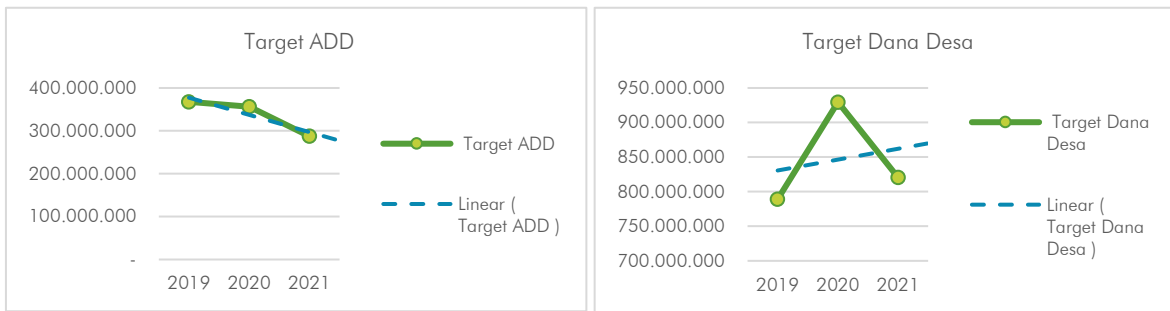 Target ADD
400.000.000
300.000.000
200.000.000
100.000.000
-
2019 2020 2021
Target ADD
Linear (
Target ADD )
Target Dana Desa
950.000.000
900.000.000
850.000.000
800.000.000
750.000.000
700.000.000
2019 2020 2021
Target Dana
Desa
Linear (
Target Dana
Desa )